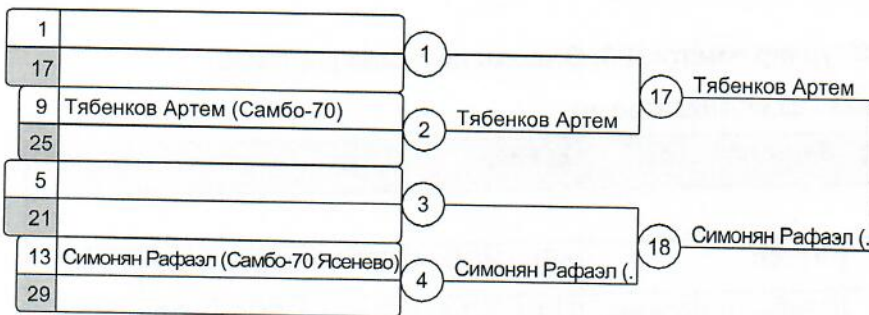 1
17
1
9 Тябенков Артем (Самбо-70)
25
2 Тябенков Артем
17 Тябенков Артем
5
21
3
13 Симонян Рафаэл (Самбо-70 Ясенево)
29
4 Симонян Рафаэл (.
18 Симонян Рафаэл (.